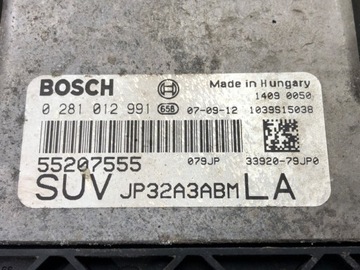 BOSCH Made in Hungary
1409 0050
0 281 012 991 658 07-09-12 1039S15038
55207555 079JP 33920-79JP0
SUV JP32A3ABM LA